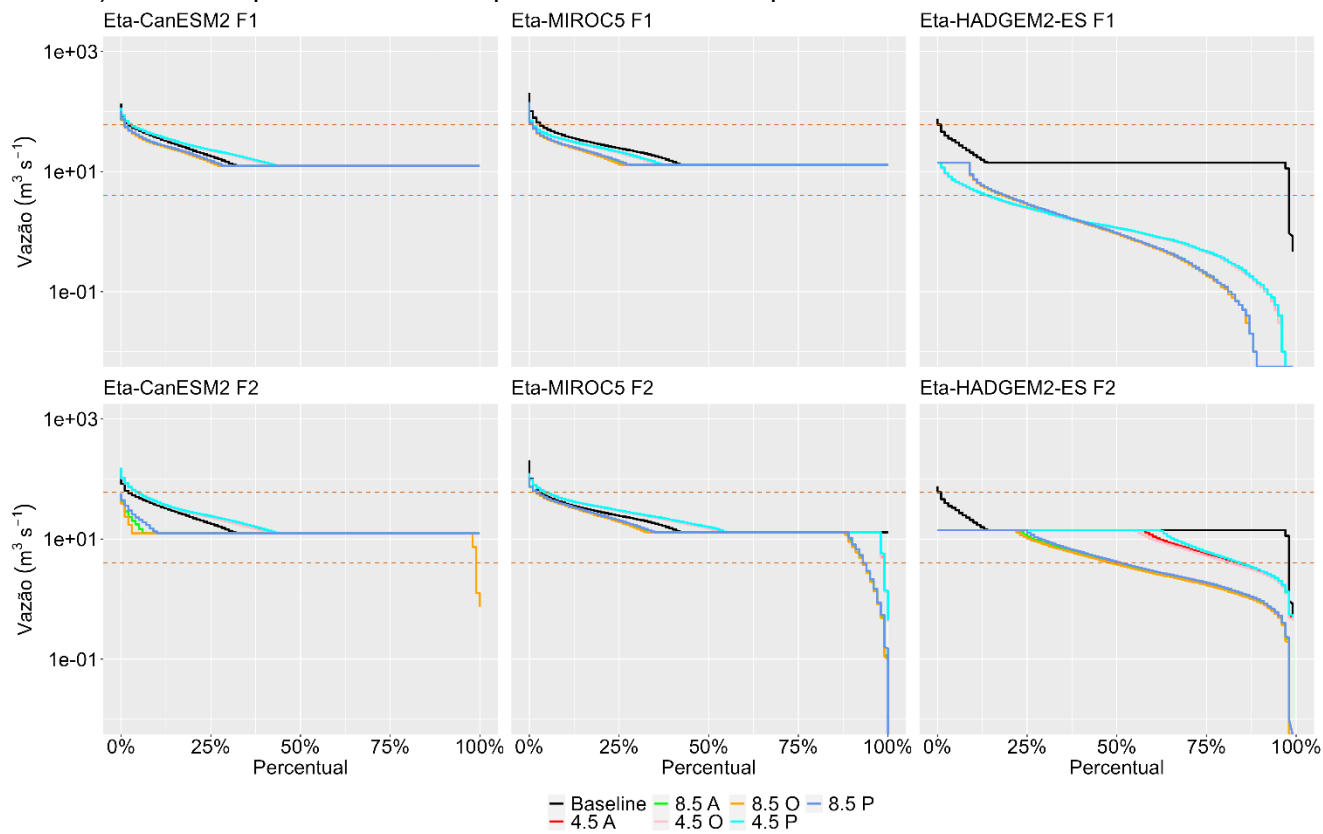 Eta-CanESM2 F1 Eta-MIROC5 F1 Eta-HADGEM2-ES F1
1e+03
1e+01
1e-01
Vazão (m³ s⁻¹)
Eta-CanESM2 F2 Eta-MIROC5 F2 Eta-HADGEM2-ES F2
1e+03
1e+01
1e-01
Vazão (m³ s⁻¹)
0% 25% 50% 75% 100% 0% 25% 50% 75% 100% 0% 25% 50% 75% 100%
Percentual Percentual Percentual
Baseline 8.5 A 8.5 O 8.5 P
4.5 A 4.5 O 4.5 P